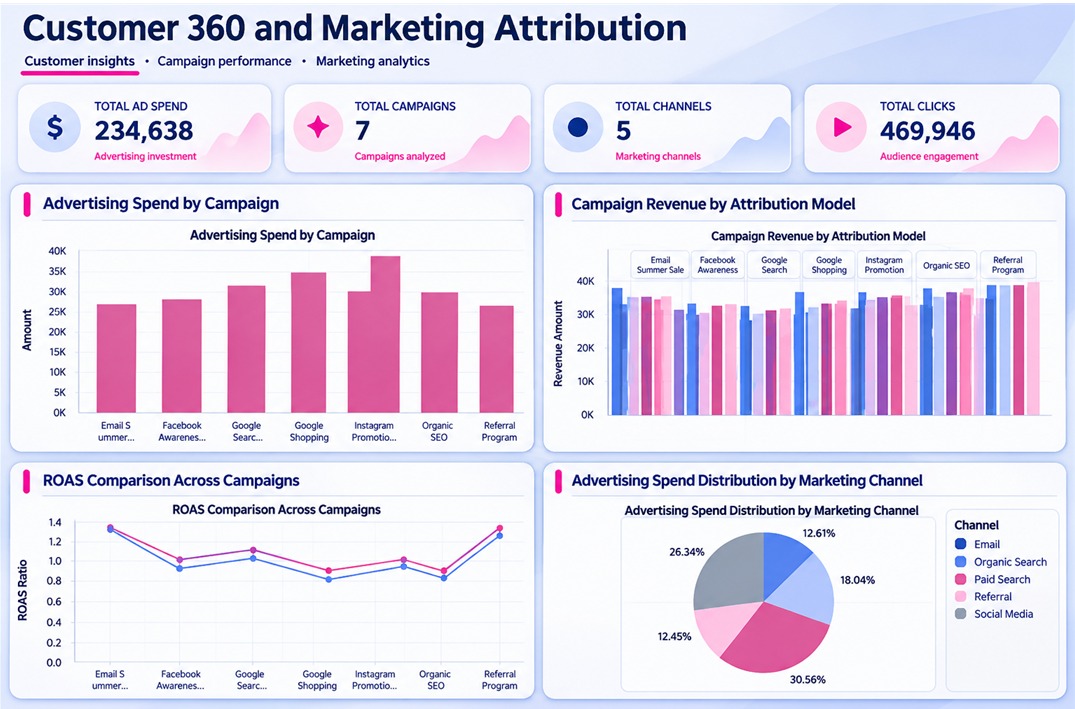 Customer 360 and Marketing Attribution
Customer insights • Campaign performance • Marketing analytics
$
TOTAL AD SPEND
234,638
Advertising investment
TOTAL CAMPAIGNS
7
Campaigns analyzed
TOTAL CHANNELS
5
Marketing channels
TOTAL CLICKS
469,946
Audience engagement
Advertising Spend by Campaign
Advertising Spend by Campaign
Amount
40K
35K
30K
25K
20K
15K
10K
5K
0K
Email S
ummer...
Facebook
Awarenes...
Google
Searc...
Google
Shopping
Instagram
Promotio...
Organic
SEO
Referral
Program
Campaign Revenue by Attribution Model
Campaign Revenue by Attribution Model
Email
Summer Sale
Facebook
Awareness
Google
Search
Google
Shopping
Instagram
Promotion
Organic SEO
Referral
Program
Revenue Amount
40K
30K
20K
10K
0K
ROAS Comparison Across Campaigns
ROAS Comparison Across Campaigns
ROAS Ratio
1.4
1.2
1.0
0.8
0.6
0.4
0.2
0.0
Email S
ummer...
Facebook
Awarenes...
Google
Searc...
Google
Shopping
Instagram
Promotio...
Organic
SEO
Referral
Program
Advertising Spend Distribution by Marketing Channel
Advertising Spend Distribution by Marketing Channel
12.61%
18.04%
30.56%
12.45%
26.34%
Channel
Email
Organic Search
Paid Search
Referral
Social Media